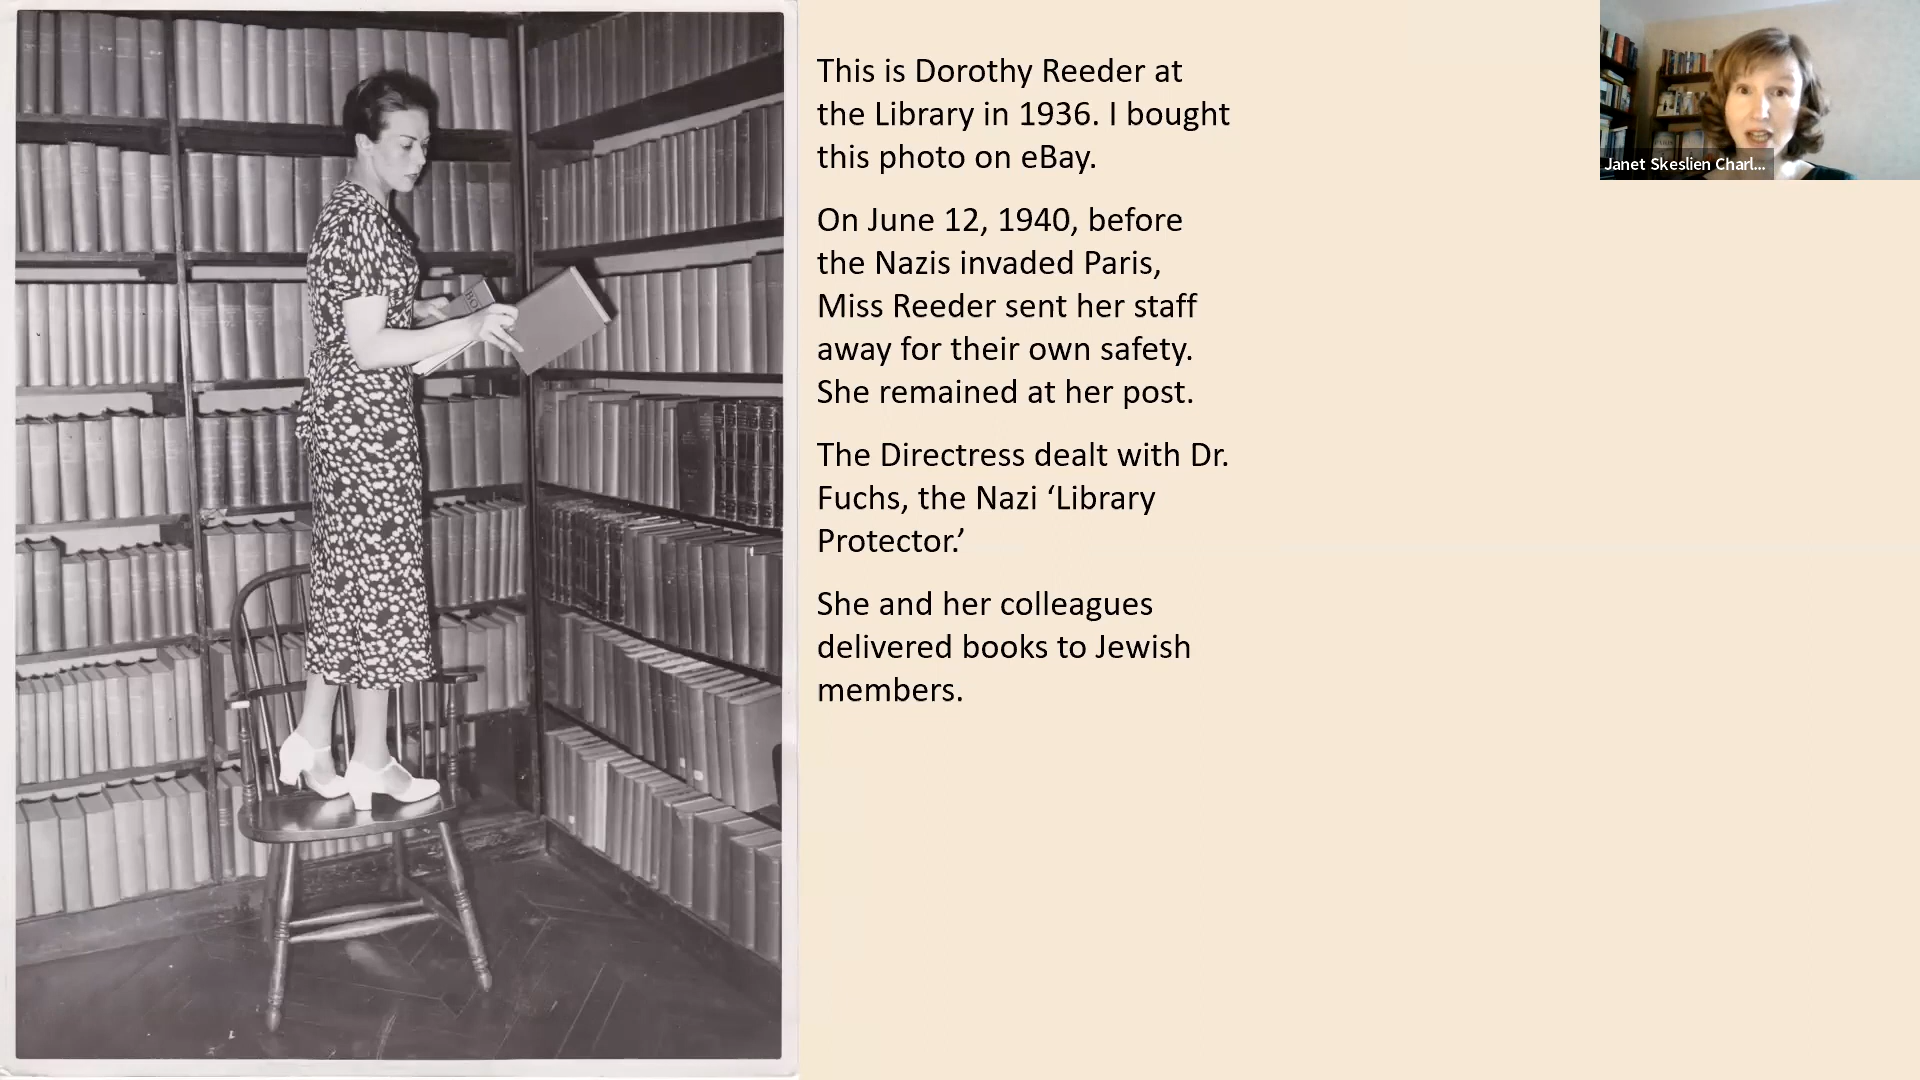 This is Dorothy Reeder at
the Library in 1936. I bought
this photo on eBay.
On June 12, 1940, before
the Nazis invaded Paris,
Miss Reeder sent her staff
away for their own safety.
She remained at her post.
The Directress dealt with Dr.
Fuchs, the Nazi ‘Library
Protector.’
She and her colleagues
delivered books to Jewish
members.
Janet Skeslien Charl...